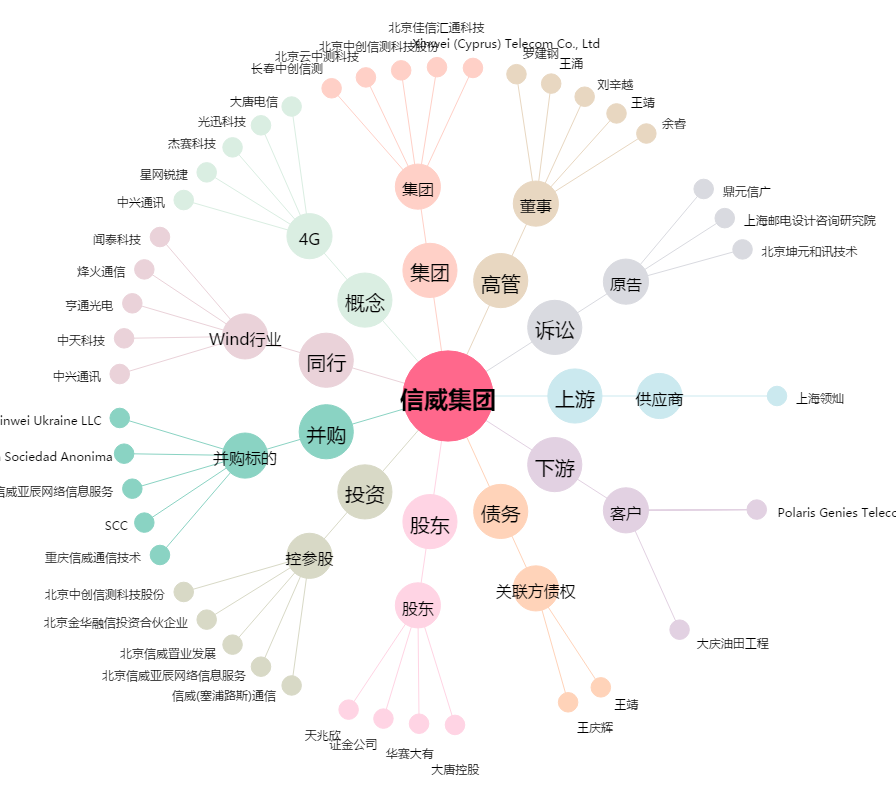 北京佳信汇通科技
北京中创信测科技股份
Xinwei (Cyprus) Telecom Co., Ltd
北京云中测科技
长春中创信测
罗建钢
王涌
刘辛越
王靖
余睿
大唐电信
光迅科技
杰赛科技
星网锐捷
中兴通讯
集团
董事
鼎元信广
上海邮电设计咨询研究院
北京坤元和讯技术
4G
集团
高管
原告
闻泰科技
烽火通信
亨通光电
中天科技
中兴通讯
概念
诉讼
Wind行业
同行
信威集团
上游
供应商
上海领灿
inwei Ukraine LLC
Sociedad Anonima
信威亚辰网络信息服务
SCC
重庆信威通信技术
并购标的
并购
下游
投资
股东
债务
客户
Polaris Genies Teleco
控参股
北京中创信测科技股份
北京金华融信投资合伙企业
北京信威置业发展
北京信威亚辰网络信息服务
信威(塞浦路斯)通信
股东
关联方债权
大庆油田工程
天兆欣
证金公司
华赛大有
大唐控股
王靖
王庆辉